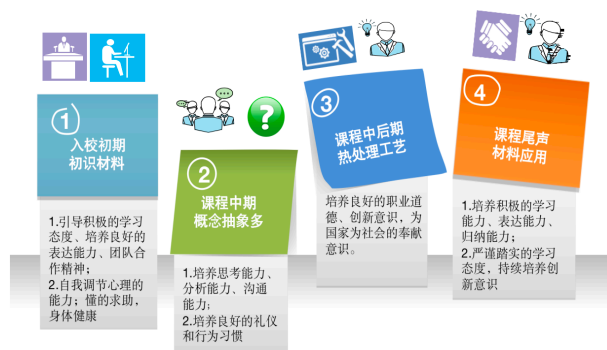 1
入校初期
初识材料
1.引导积极的学习
态度、培养良好的
表达能力、团队合
作精神；
2.自我调节心理的
能力；懂的求助，
身体健康
2
课程中期
概念抽象多
1.培养思考能力、
分析能力、沟通
能力；
2.培养良好的礼仪
和行为习惯
3
课程中后期
热处理工艺
培养良好的职业道
德、创新意识，为
国家为社会的奉献
意识。
4
课程尾声
材料应用
1.培养积极的学习
能力、表达能力、
归纳能力；
2.严谨踏实的学习
态度，持续培养创
新意识